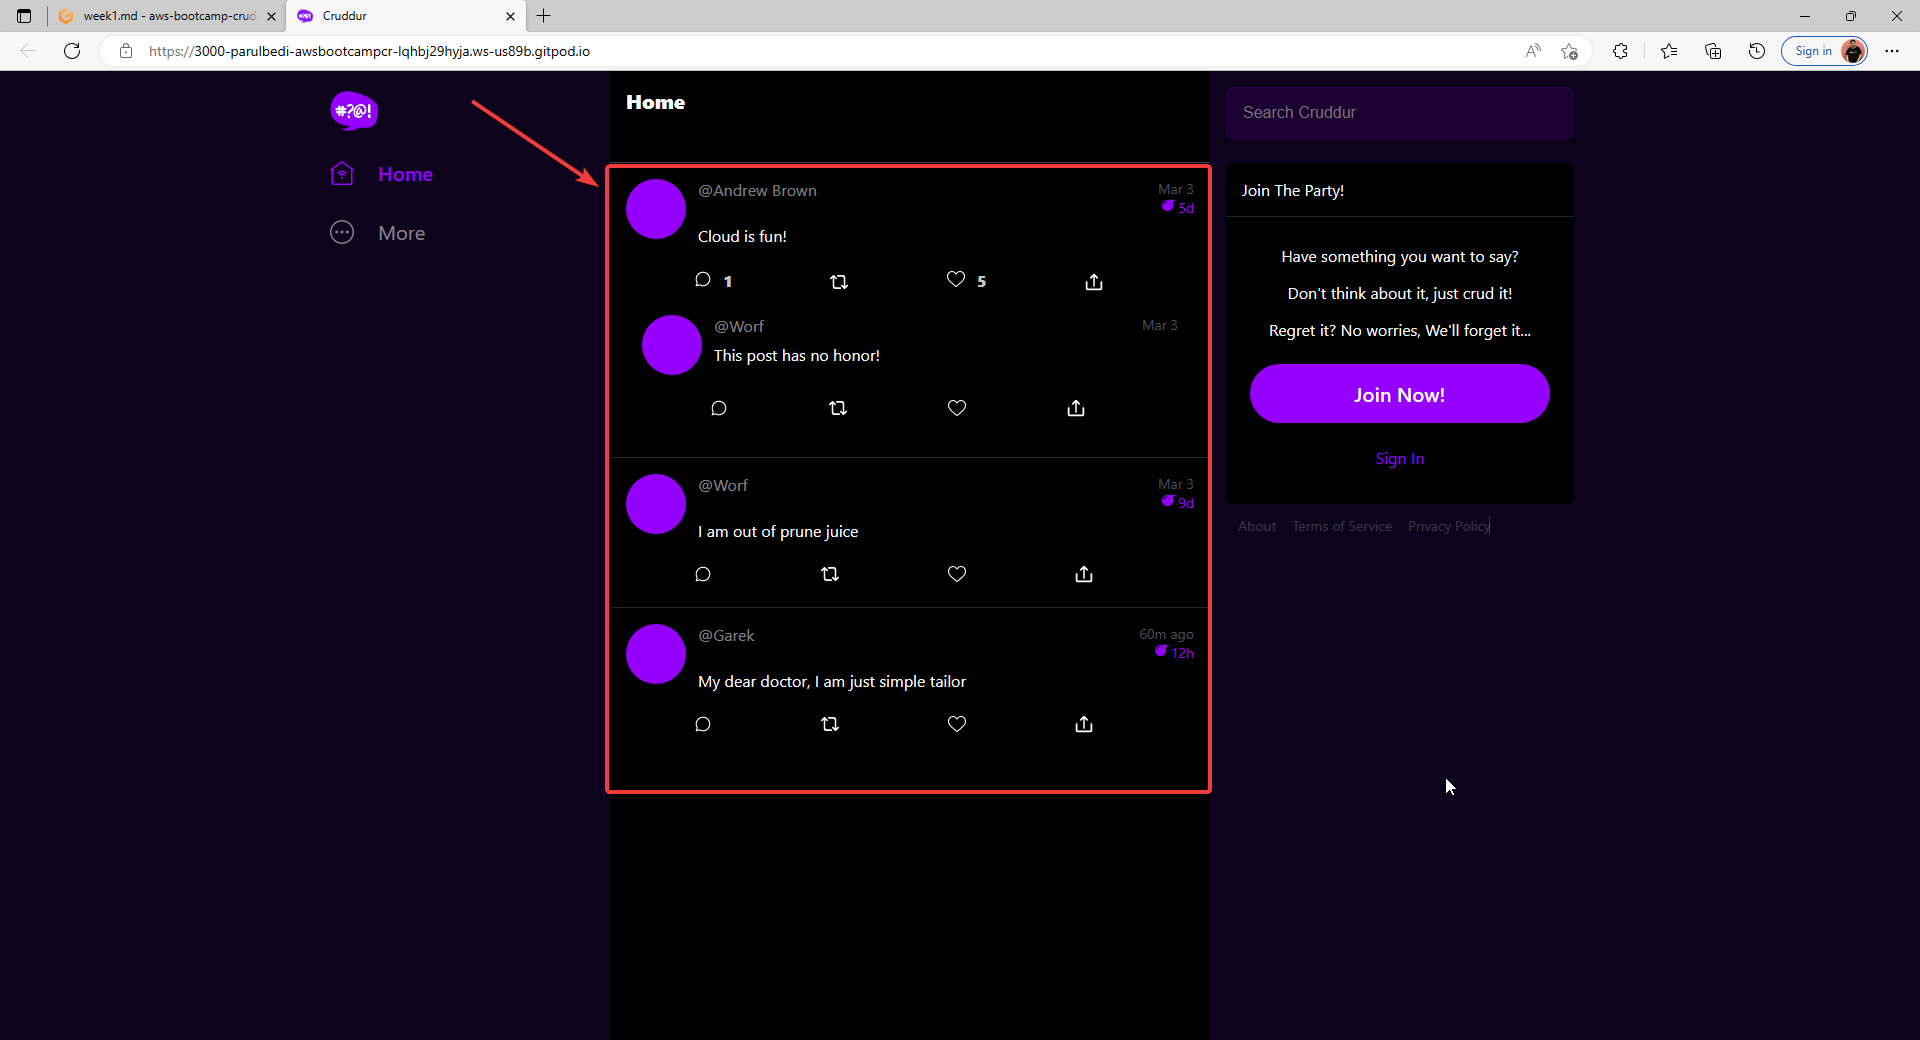 week1.md - aws-bootcamp-crud
Cruddur
https://3000-parulbedi-awsbootcampcr-lqhbj29hyja.ws-us89b.gitpod.io
Sign in
#?@!
Home
More
Home
@Andrew Brown
Mar 3
5d
Cloud is fun!
1
5
@Worf
Mar 3
This post has no honor!
@Worf
Mar 3
9d
I am out of prune juice
@Garek
60m ago
12h
My dear doctor, I am just simple tailor
Search Cruddur
Join The Party!
Have something you want to say?
Don't think about it, just crud it!
Regret it? No worries, We'll forget it...
Join Now!
Sign In
About Terms of Service Privacy Policy